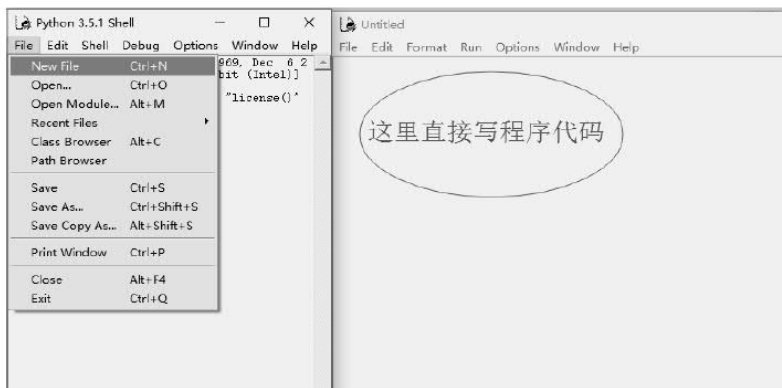 Python 3.5.1 Shell
File Edit Shell Debug Options Window Help
969, Dec 6 2
bit (Intel)]
"license()"
New File Ctrl+N
Open... Ctrl+O
Open Module... Alt+M
Recent Files
Class Browser Alt+C
Path Browser
Save Ctrl+S
Save As... Ctrl+Shift+S
Save Copy As... Alt+Shift+S
Print Window Ctrl+P
Close Alt+F4
Exit Ctrl+Q
Untitled
File Edit Format Run Options Window Help
这里直接写程序代码